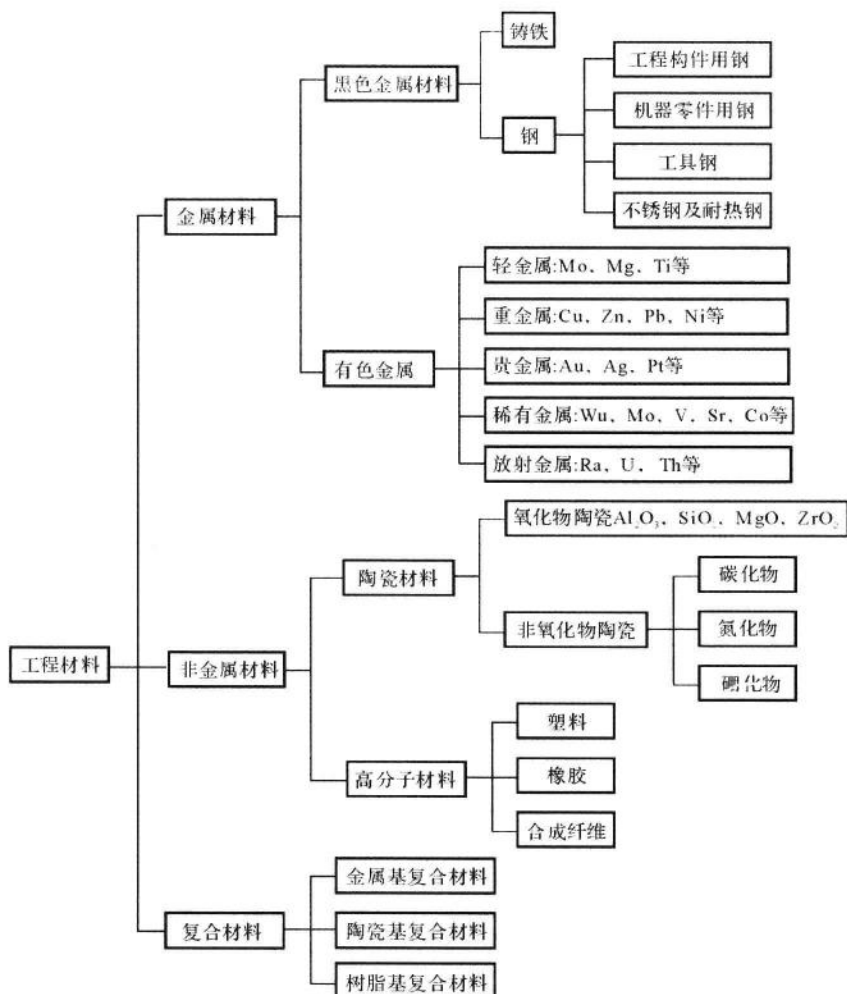 工程材料
金属材料
黑色金属材料
铸铁
钢
工程构件用钢
机器零件用钢
工具钢
不锈钢及耐热钢
有色金属
轻金属:Mo、Mg、Ti等
重金属:Cu、Zn、Pb、Ni等
贵金属:Au、Ag、Pt等
稀有金属:Wu、Mo、V、Sr、Co等
放射金属:Ra、U、Th等
非金属材料
陶瓷材料
氧化物陶瓷Al₂O₃、SiO₂、MgO、ZrO₂
非氧化物陶瓷
碳化物
氮化物
硼化物
高分子材料
塑料
橡胶
合成纤维
复合材料
金属基复合材料
陶瓷基复合材料
树脂基复合材料